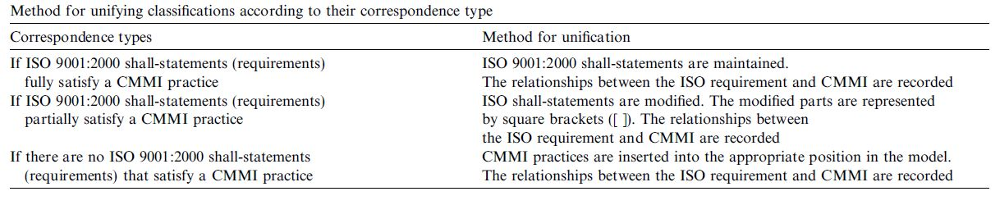 Method for unifying classifications according to their correspondence type
Correspondence types Method for unification
If ISO 9001:2000 shall-statements (requirements) ISO 9001:2000 shall-statements are maintained.
fully satisfy a CMMI practice The relationships between the ISO requirement and CMMI are recorded
If ISO 9001:2000 shall-statements (requirements) ISO shall-statements are modified. The modified parts are represented
partially satisfy a CMMI practice by square brackets ([ ]). The relationships between
the ISO requirement and CMMI are recorded
If there are no ISO 9001:2000 shall-statements CMMI practices are inserted into the appropriate position in the model.
(requirements) that satisfy a CMMI practice The relationships between the ISO requirement and CMMI are recorded